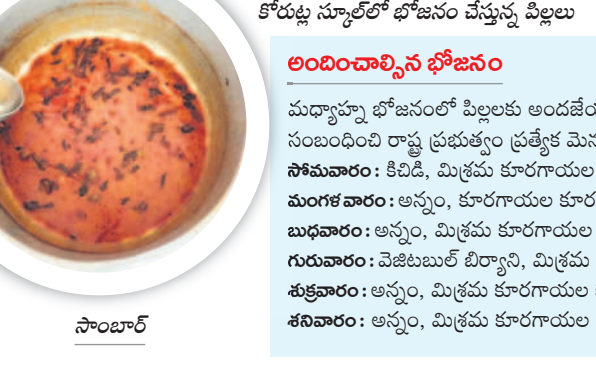 కోరుట్ల స్కూల్‌లో భోజనం చేస్తున్న పిల్లలు
అందించాల్సిన భోజనం
మధ్యాహ్న భోజనంలో పిల్లలకు
సంబంధించి రాష్ట్ర ప్రభుత్వం ప్రత్యేక
సోమవారం : కిచిడి, మిశ్రమ కూరగాయల
మంగళవారం : అన్నం, కూరగాయల కూర
బుధవారం : అన్నం, మిశ్రమ కూరగాయల
గురువారం : వెజిటబుల్ బిర్యాని, మిశ్రమ
శుక్రవారం : అన్నం, మిశ్రమ కూరగాయల
శనివారం : అన్నం, మిశ్రమ కూరగాయల
సాంబార్